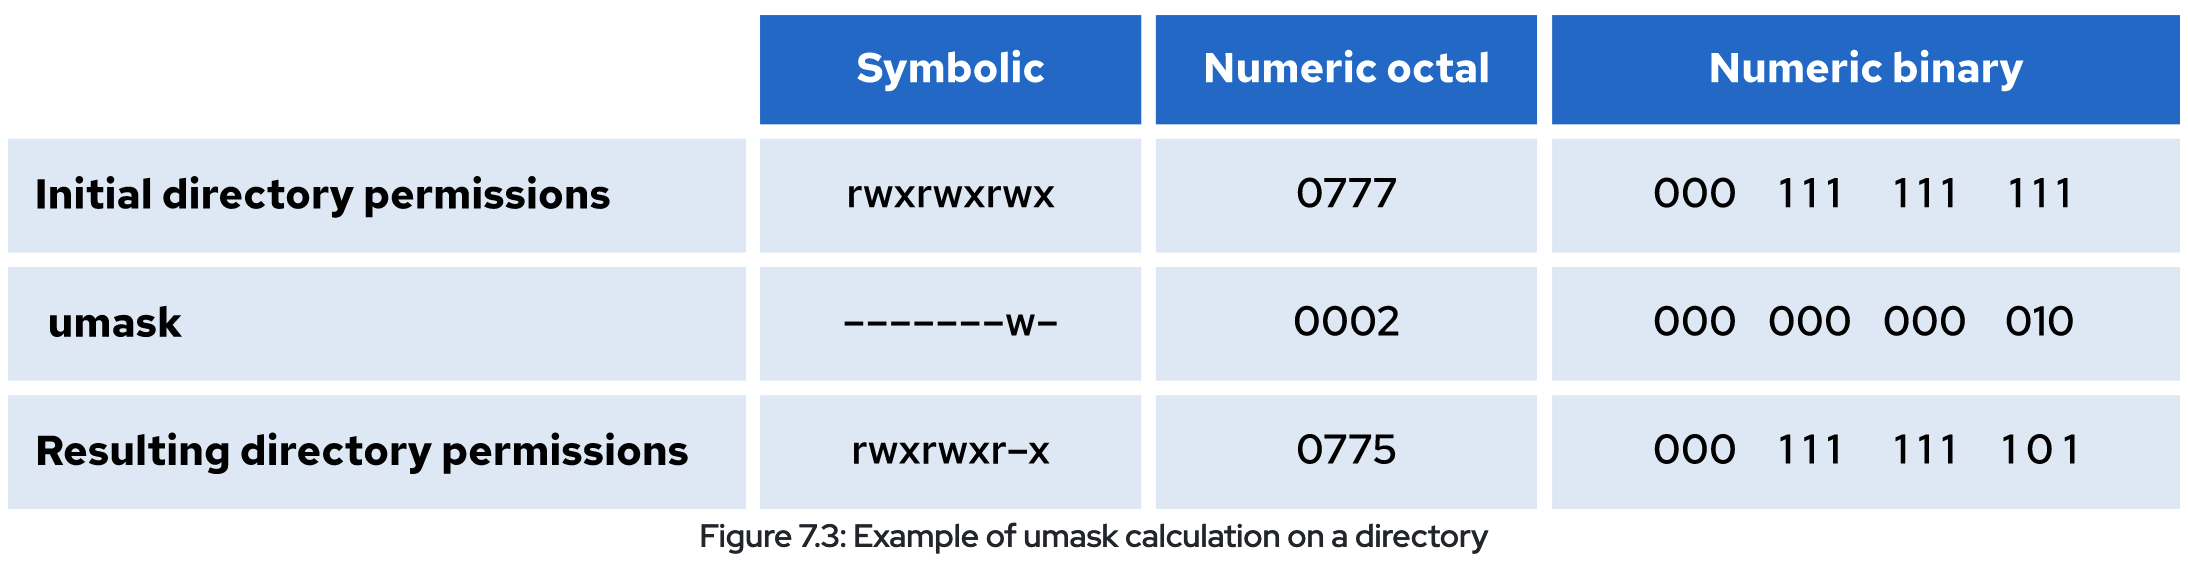 Symbolic Numeric octal Numeric binary
Initial directory permissions rwxrwxrwx 0777 000 111 111 111
umask –––––––w– 0002 000 000 000 010
Resulting directory permissions rwxrwxr–x 0775 000 111 111 101
Figure 7.3: Example of umask calculation on a directory